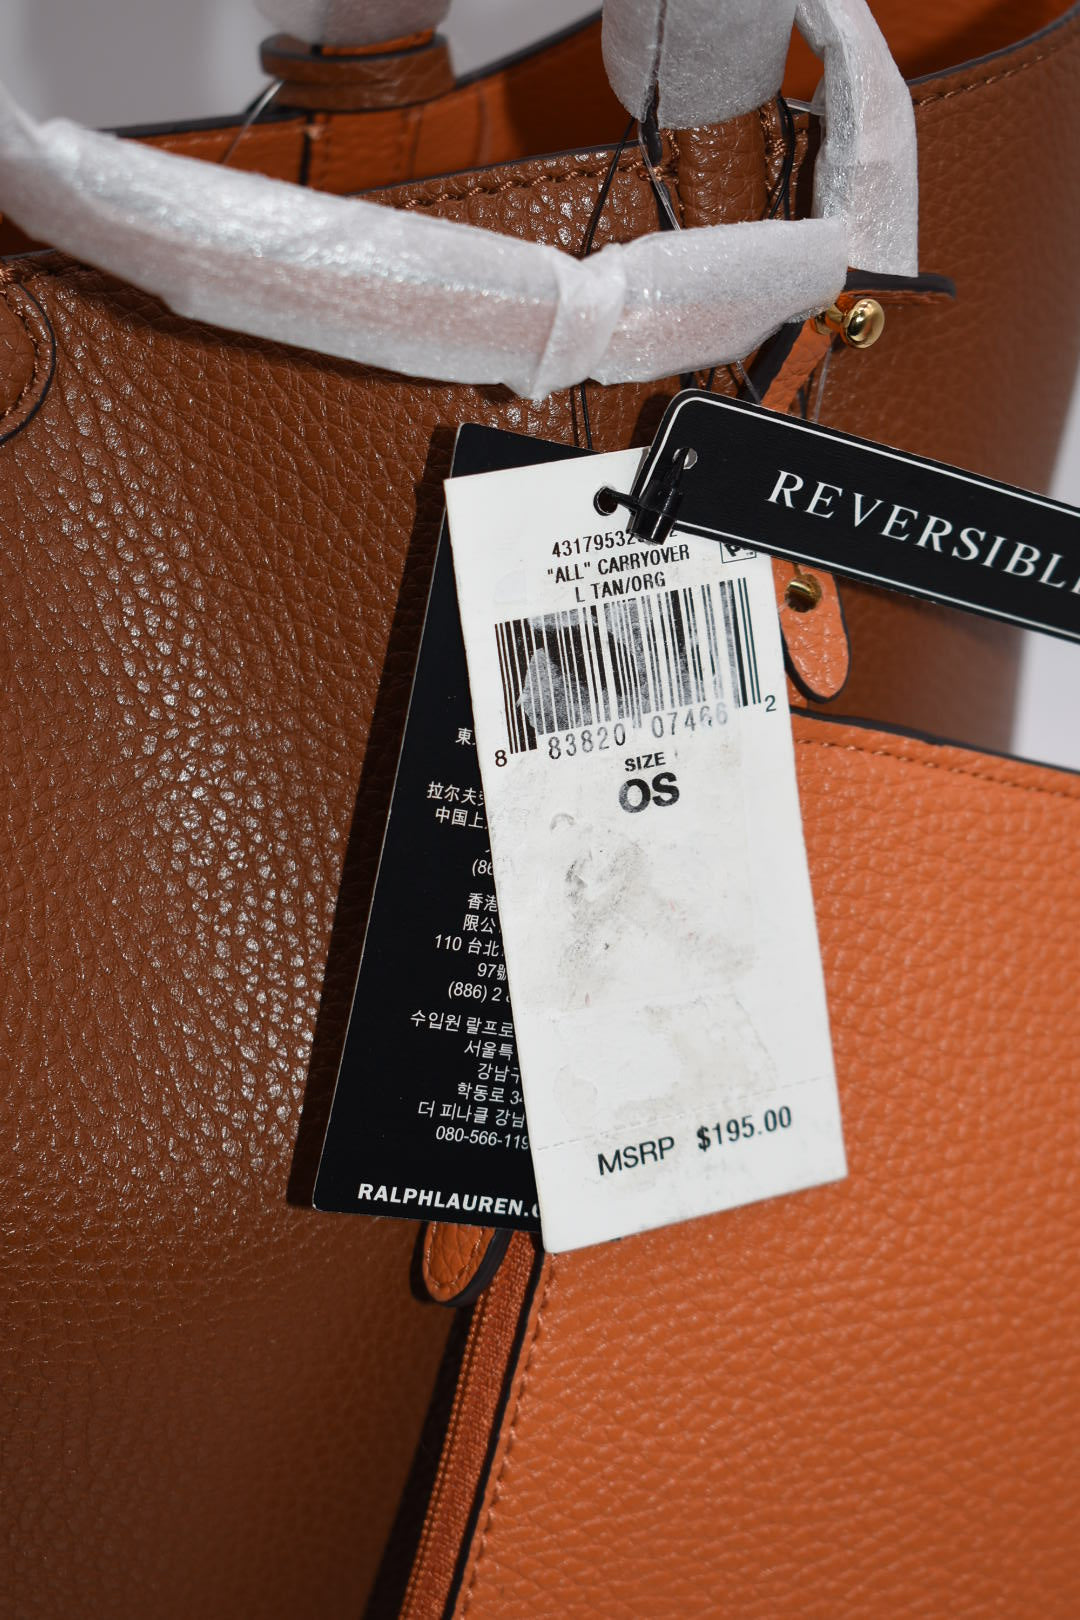 REVERSIBL
"ALL" CARRYOVER
L TAN/ORG
8 83820 07466 2
SIZE
OS
MSRP $195.00
東
拉尔夫
中国上
(86
香港
限公
110 台北
97號
(886) 2
수입원 랄프로
서울특
강남구
학동로 34
더 피나클 강남
080-566-119
RALPHLAUREN.